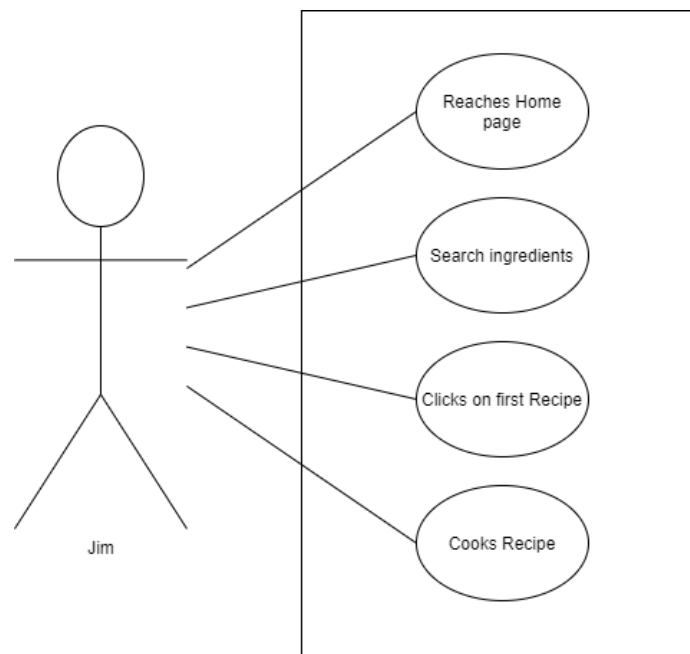 Reaches Home
page
Search ingredients
Clicks on first Recipe
Cooks Recipe
Jim